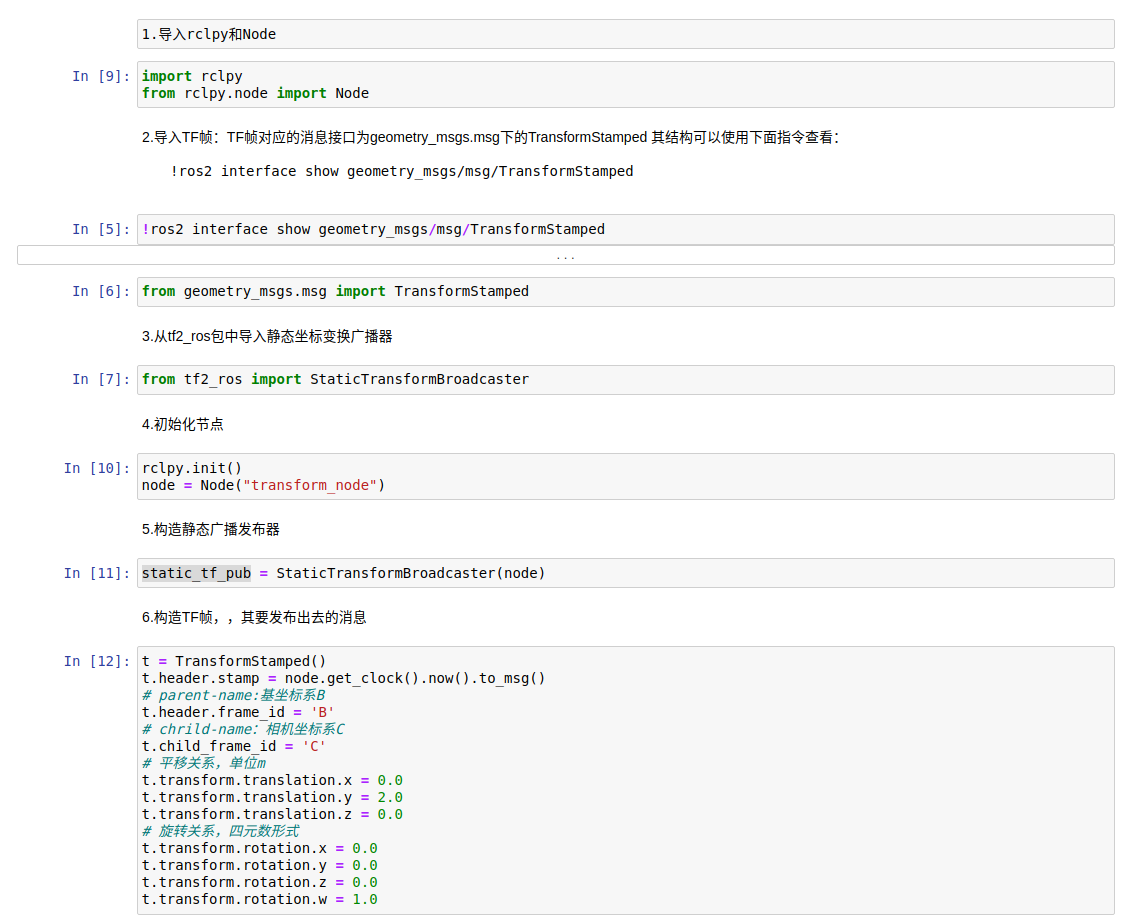 1.导入rclpy和Node
In [9]: import rclpy
from rclpy.node import Node
2.导入TF帧：TF帧对应的消息接口为geometry_msgs.msg下的TransformStamped 其结构可以使用下面指令查看：
!ros2 interface show geometry_msgs/msg/TransformStamped
In [5]: !ros2 interface show geometry_msgs/msg/TransformStamped
...
In [6]: from geometry_msgs.msg import TransformStamped
3.从tf2_ros包中导入静态坐标变换广播器
In [7]: from tf2_ros import StaticTransformBroadcaster
4.初始化节点
In [10]: rclpy.init()
node = Node("transform_node")
5.构造静态广播发布器
In [11]: static_tf_pub = StaticTransformBroadcaster(node)
6.构造TF帧，，其要发布出去的消息
In [12]: t = TransformStamped()
t.header.stamp = node.get_clock().now().to_msg()
# parent-name:基坐标系B
t.header.frame_id = 'B'
# chrild-name：相机坐标系C
t.child_frame_id = 'C'
# 平移关系，单位m
t.transform.translation.x = 0.0
t.transform.translation.y = 2.0
t.transform.translation.z = 0.0
# 旋转关系，四元数形式
t.transform.rotation.x = 0.0
t.transform.rotation.y = 0.0
t.transform.rotation.z = 0.0
t.transform.rotation.w = 1.0